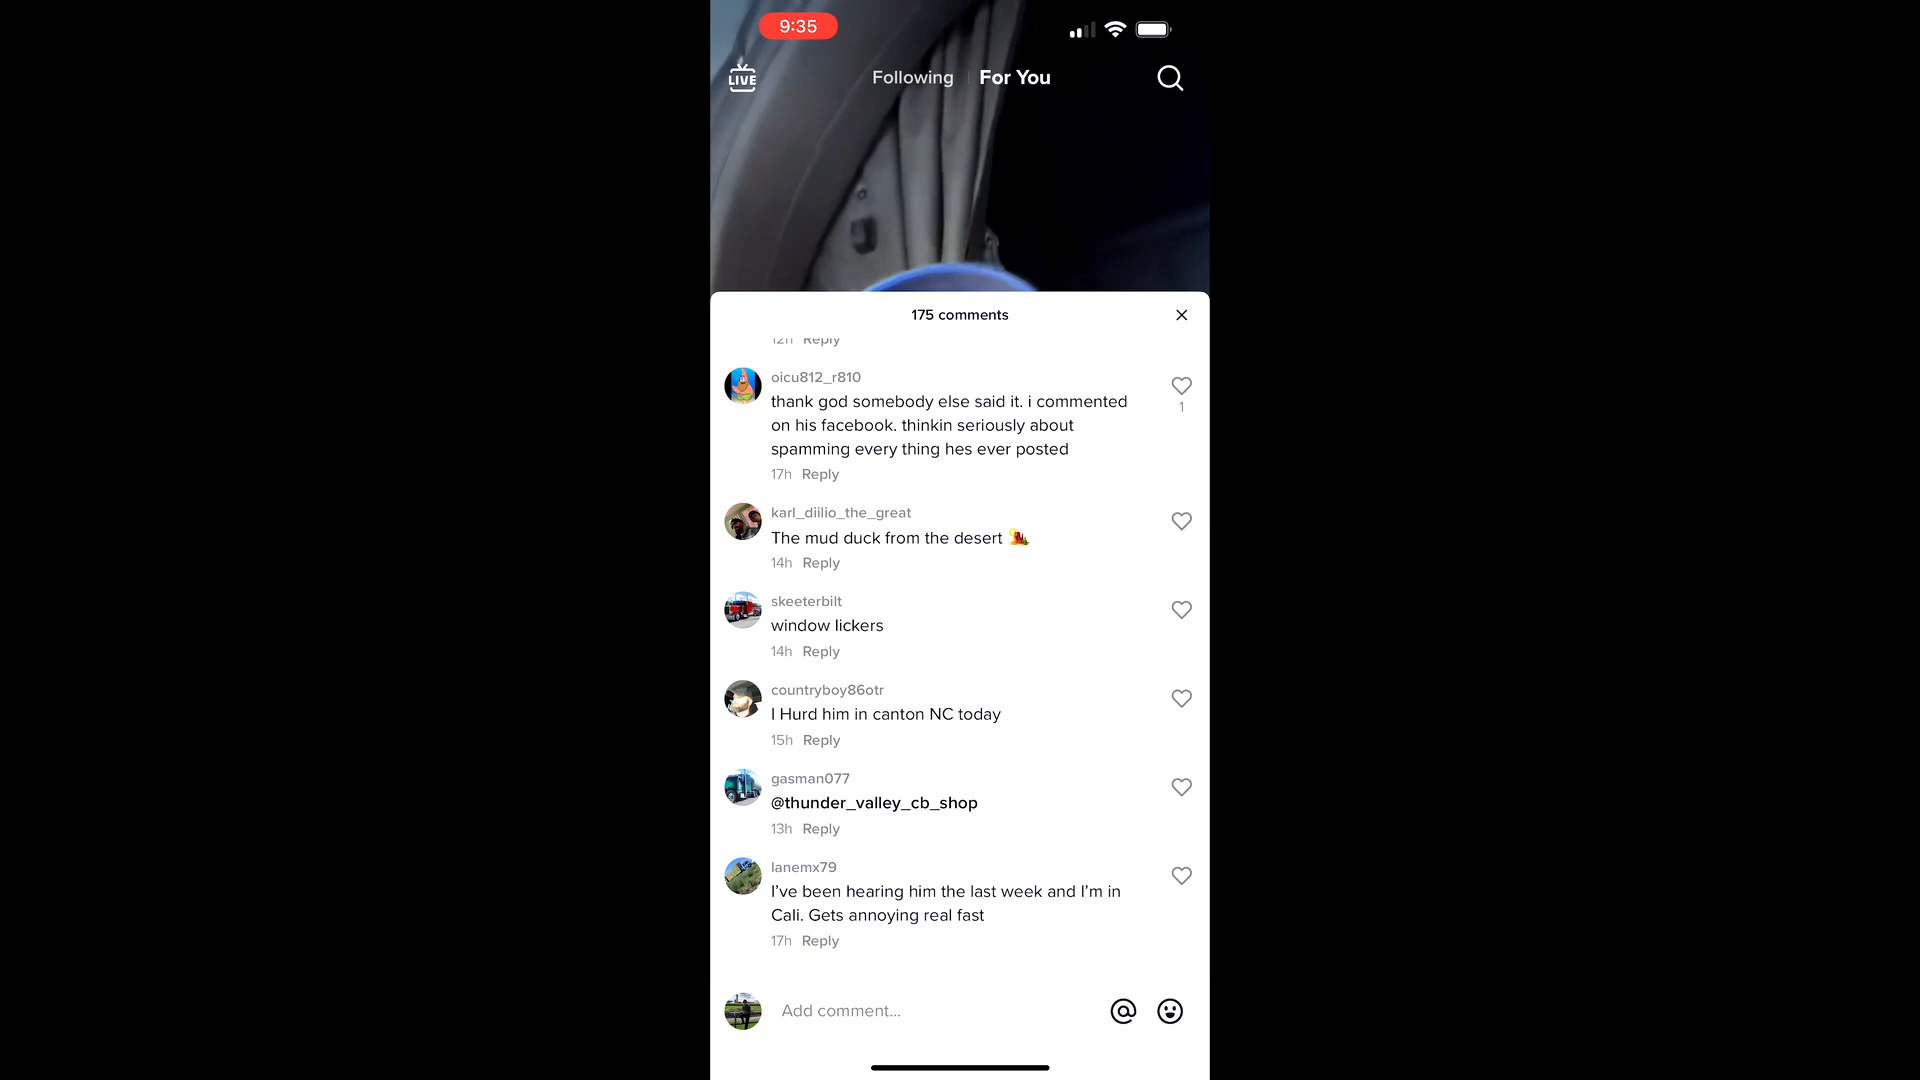 9:35
LIVE
Following
For You
175 comments
12h Reply
oicu812_r810
thank god somebody else said it. i commented
on his facebook. thinkin seriously about
spamming every thing hes ever posted
1
17h Reply
karl_diilio_the_great
The mud duck from the desert 🏜️
14h Reply
skeeterbilt
window lickers
14h Reply
countryboy86otr
I Hurd him in canton NC today
15h Reply
gasman077
@thunder_valley_cb_shop
13h Reply
lanemx79
I've been hearing him the last week and I'm in
Cali. Gets annoying real fast
17h Reply
Add comment...